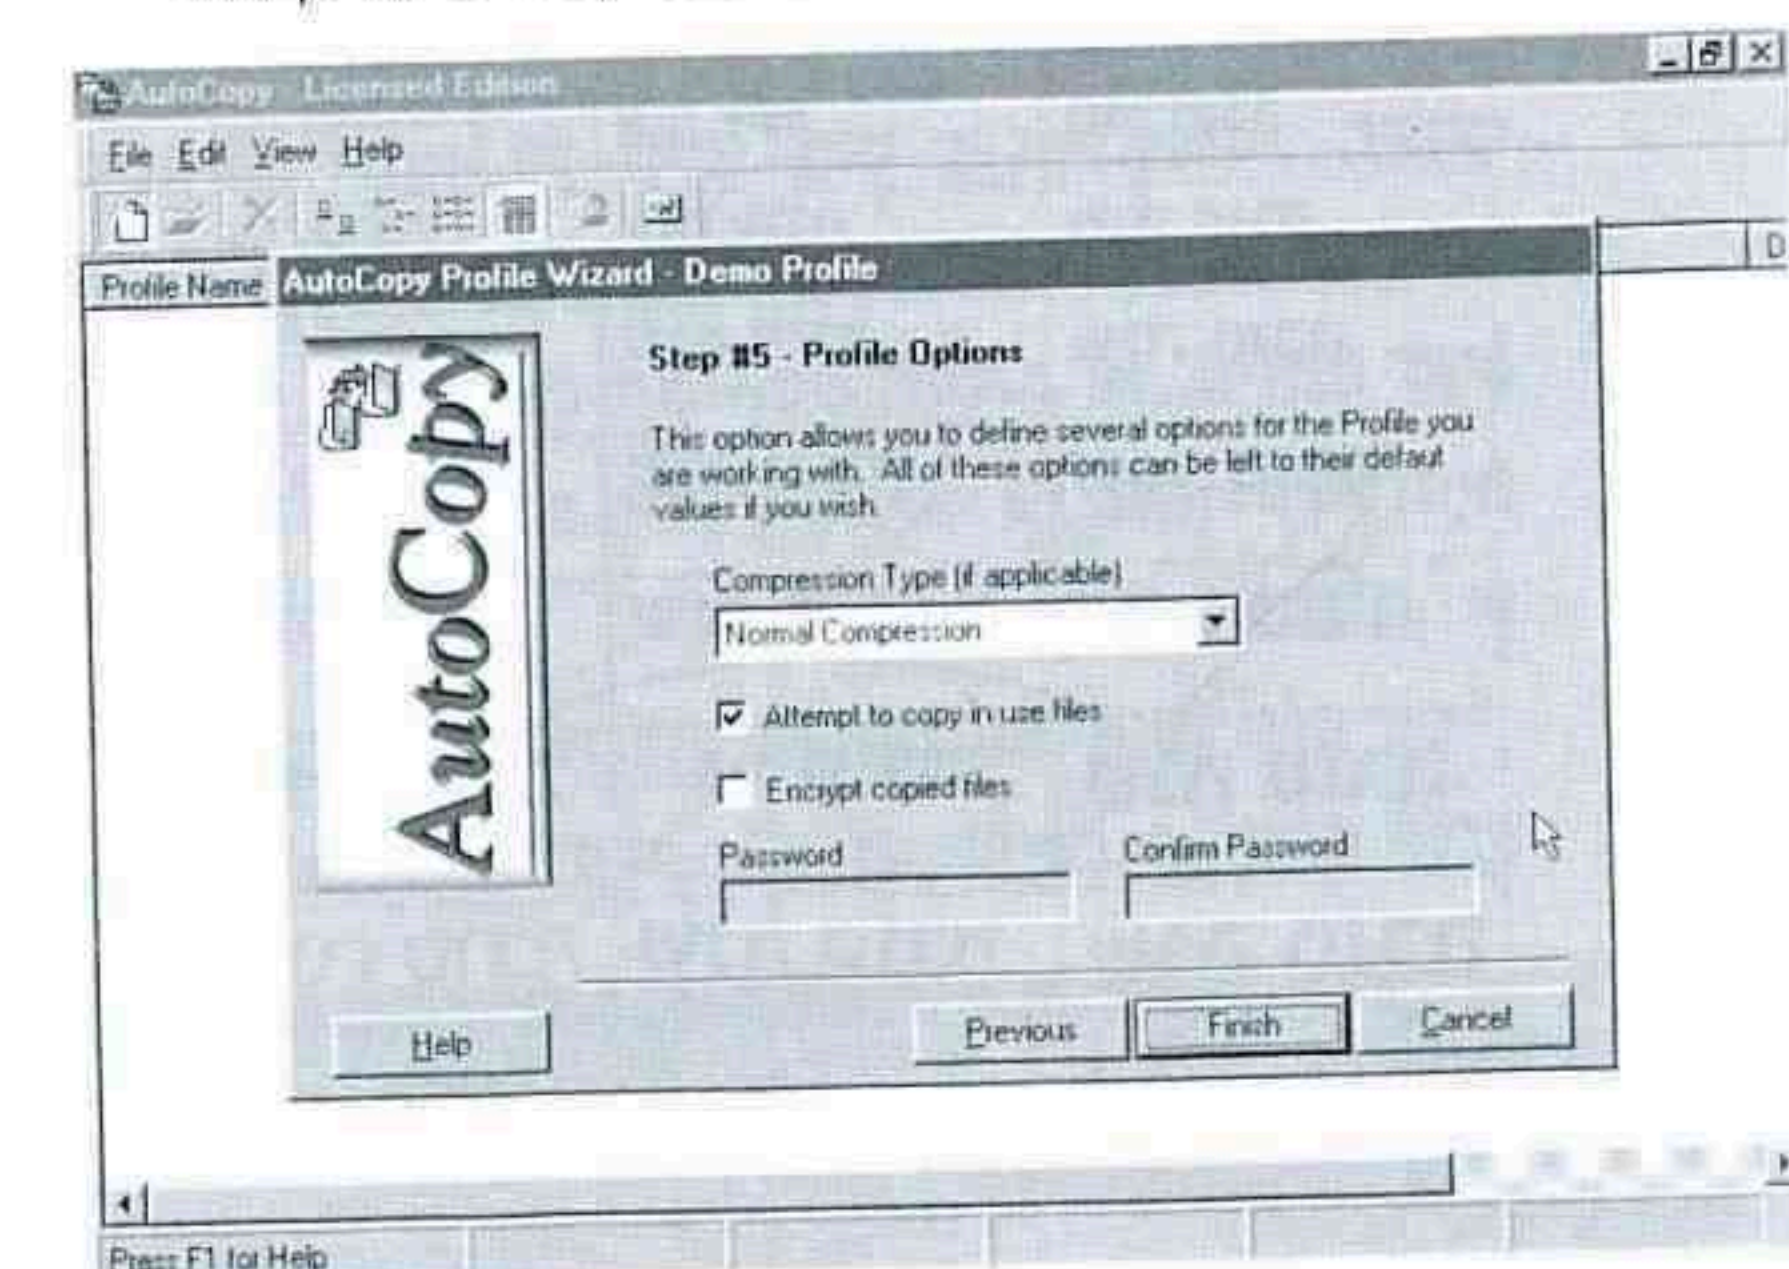 AutoCopy Licensed Edition
File Edit View Help
Profile Name
D
AutoCopy Profile Wizard - Demo Profile
AutoCopy
Step #5 - Profile Options
This option allows you to define several options for the Profile you
are working with. All of these options can be left to their defaut
values if you wish
Compression Type (if applicable)
Normal Compression
Attempt to copy in use files
Encrypt copied files
Password Confirm Password
Help Previous Finish Cancel
Press F1 for Help